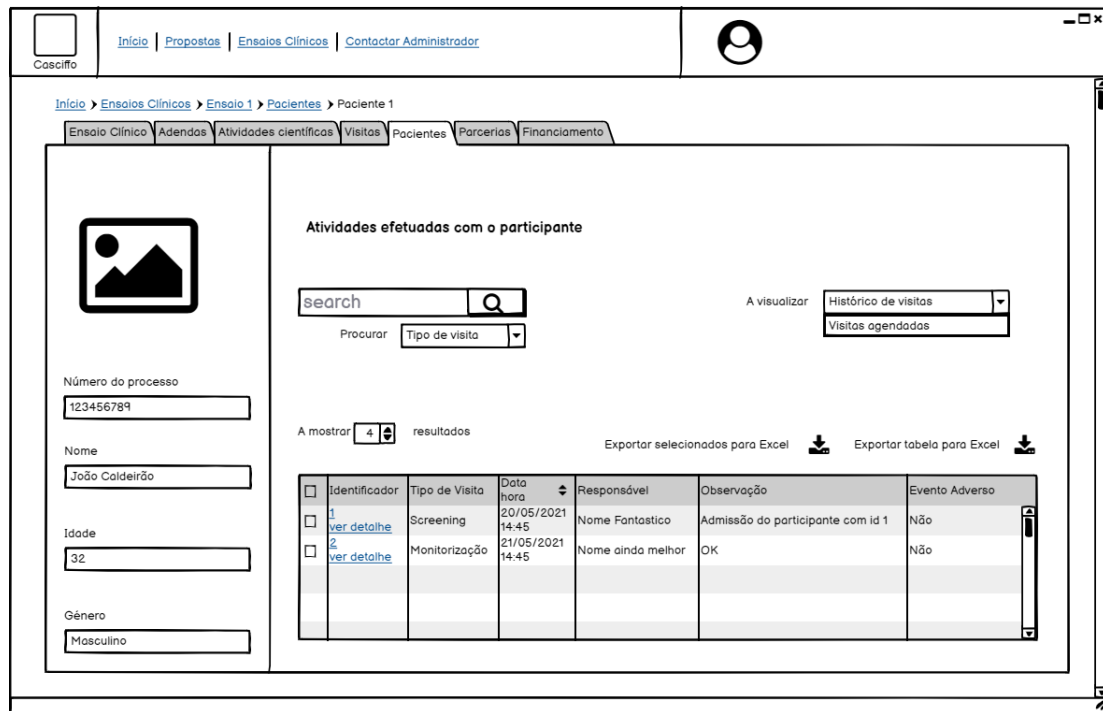 Casciffo
Início | Propostas | Ensaios Clínicos | Contactar Administrador
Início > Ensaios Clínicos > Ensaio 1 > Pacientes > Paciente 1
Ensaio Clínico Adendas Atividades científicas Visitas Pacientes Parcerias Financiamento
Número do processo
123456789
Nome
João Caldeirão
Idade
32
Género
Masculino
Atividades efetuadas com o participante
search
Procurar Tipo de visita
A visualizar Histórico de visitas
Visitas agendadas
A mostrar 4 resultados
Exportar selecionados para Excel Exportar tabela para Excel
Identificador Tipo de Visita Data hora Responsável Observação Evento Adverso
1 ver detalhe Screening 20/05/2021 14:45 Nome Fantastico Admissão do participante com id 1 Não
2 ver detalhe Monitorização 21/05/2021 14:45 Nome ainda melhor OK Não